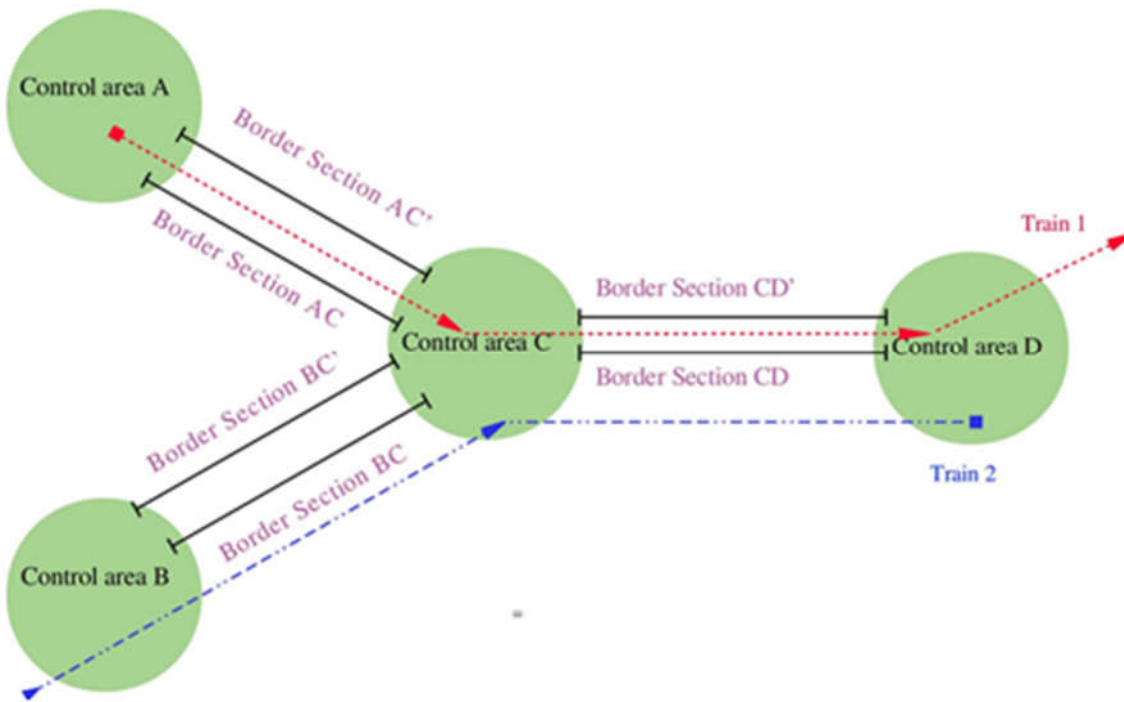 Control area A
Border Section AC’
Border Section AC
Train 1
Border Section CD’
Control area C
Control area D
Border Section CD
Border Section BC’
Border Section BC
Train 2
Control area B